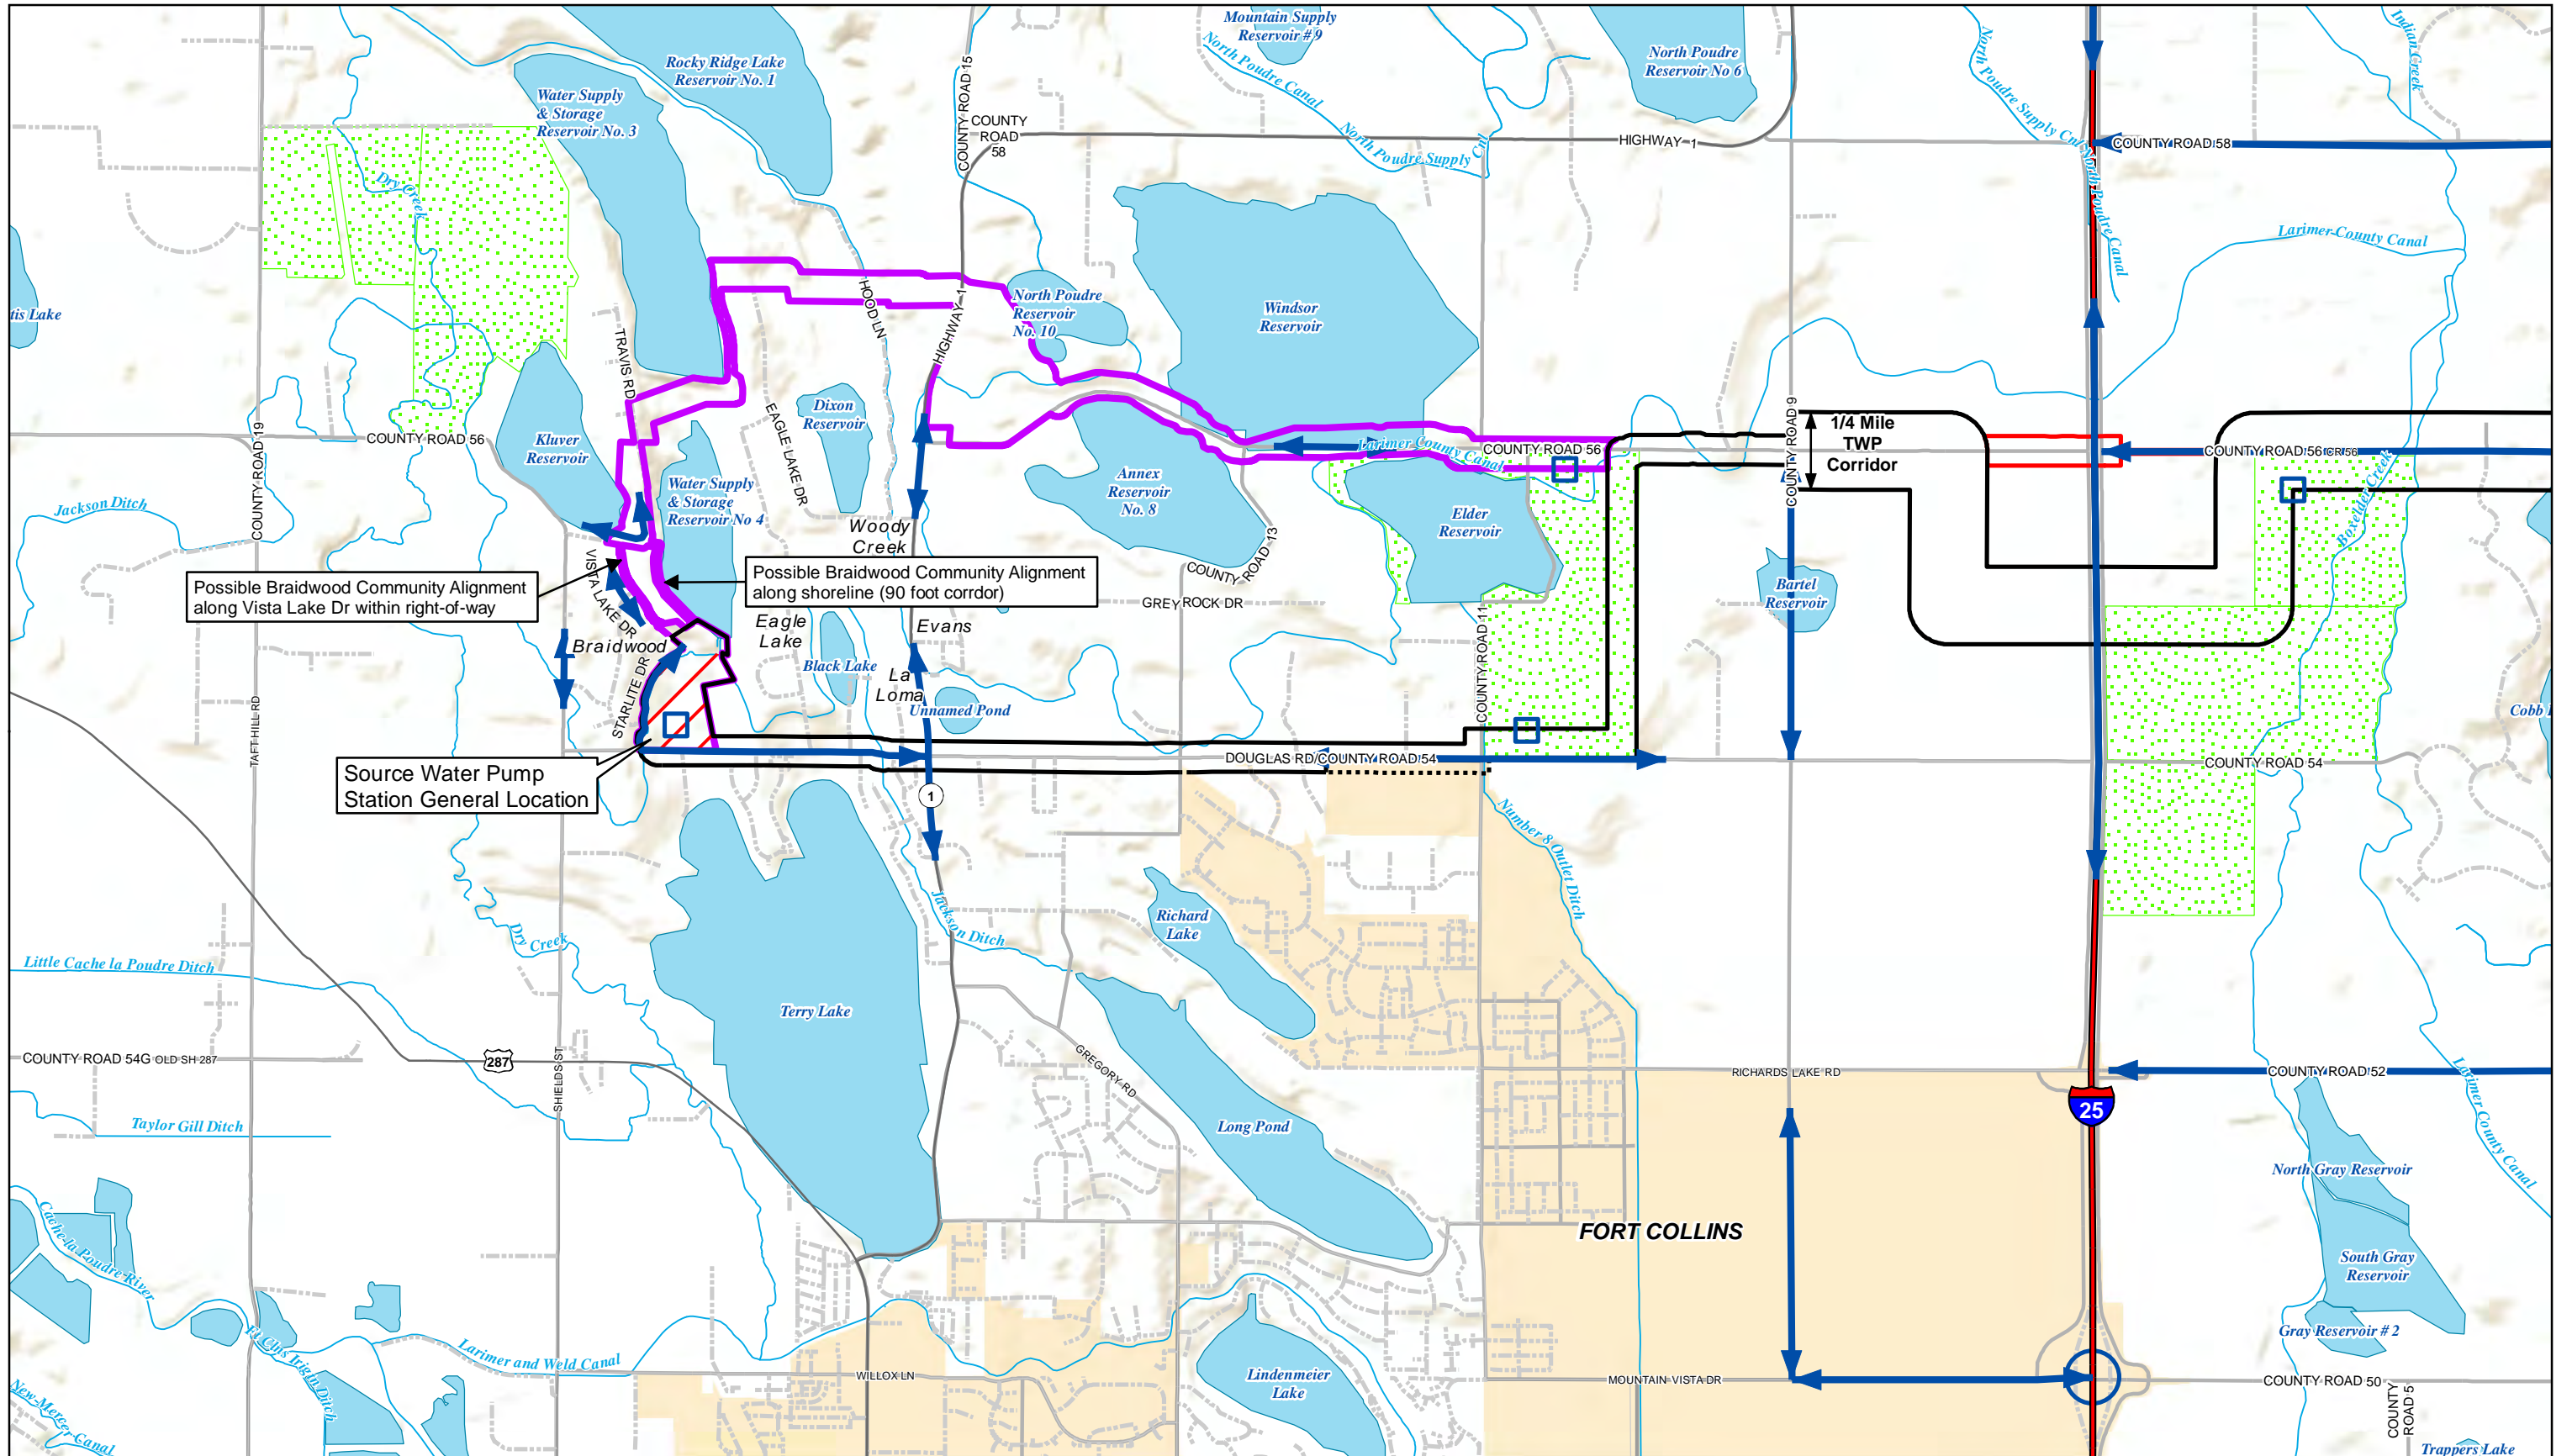 Mountain Supply
Reservoir # 9
North Poudre
Reservoir No 6
Rocky Ridge Lake
Reservoir No. 1
Water Supply
& Storage
Reservoir No. 3
North Poudre Canal
North Poudre Supply Cnl
North Poudre Supply Cnl
North Poudre Canal
Indian Creek
COUNTY ROAD 15
COUNTY
ROAD
58
HIGHWAY 1
COUNTY ROAD 58
Dry Creek
Larimer County Canal
tis Lake
HOOD LN
HIGHWAY 1
North Poudre
Reservoir
No. 10
Windsor
Reservoir
TRAVIS RD
EAGLE LAKE DR
Dixon
Reservoir
COUNTY ROAD 19
COUNTY ROAD 56
Kluver
Reservoir
Larimer County Canal
COUNTY ROAD 56
COUNTY ROAD 9
1/4 Mile
TWP
Corridor
COUNTY ROAD 56 CR 56
Boxelder Creek
Jackson Ditch
Water Supply
& Storage
Reservoir No 4
Woody
Creek
Annex
Reservoir
No. 8
Elder
Reservoir
COUNTY ROAD 13
Possible Braidwood Community Alignment
along Vista Lake Dr within right-of-way
VISTA LAKE DR
Possible Braidwood Community Alignment
along shoreline (90 foot corrdor)
GREY ROCK DR
Bartel
Reservoir
Braidwood
Eagle
Lake
Evans
Black Lake
La
Loma
Unnamed Pond
STARLITE DR
COUNTY ROAD 11
TAFT HILL RD
Cobb
Source Water Pump
Station General Location
DOUGLAS RD/COUNTY ROAD 54
COUNTY ROAD 54
1
Number 8 Outlet Ditch
Jackson Ditch
Richard
Lake
Dry Creek
Little Cache la Poudre Ditch
Terry Lake
COUNTY ROAD 54G OLD SH 287
287
SHIELDS ST
GREGORY RD
RICHARDS LAKE RD
COUNTY ROAD 52
25
Larimer County Canal
Taylor Gill Ditch
Long Pond
North Gray Reservoir
FORT COLLINS
South Gray
Reservoir
Cache la Poudre River
Gray Reservoir # 2
Ft Clns Irigtn Ditch
Larimer and Weld Canal
WILLOX LN
Lindenmeier
Lake
MOUNTAIN VISTA DR
COUNTY ROAD 50
COUNTY
ROAD 5
New Mercer Canal
Trappers Lake